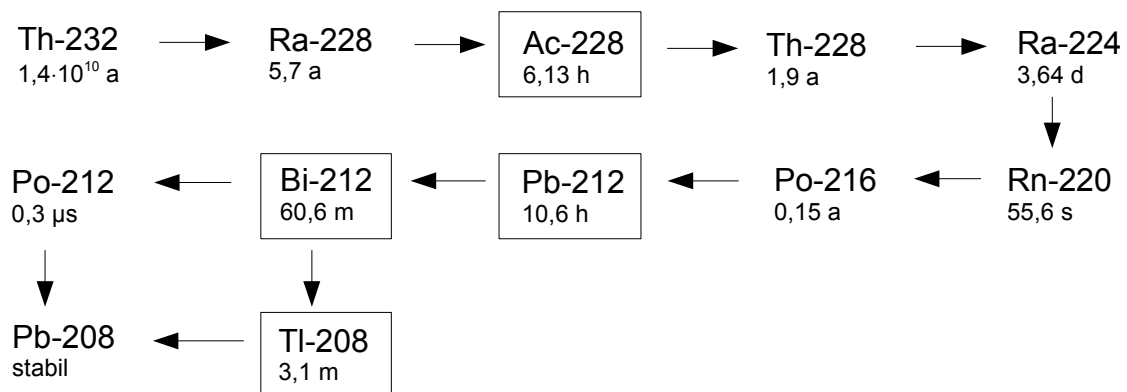 Th-232
1,4·10¹⁰ a
Ra-228
5,7 a
Ac-228
6,13 h
Th-228
1,9 a
Ra-224
3,64 d
Po-212
0,3 µs
Bi-212
60,6 m
Pb-212
10,6 h
Po-216
0,15 a
Rn-220
55,6 s
Pb-208
stabil
Tl-208
3,1 m